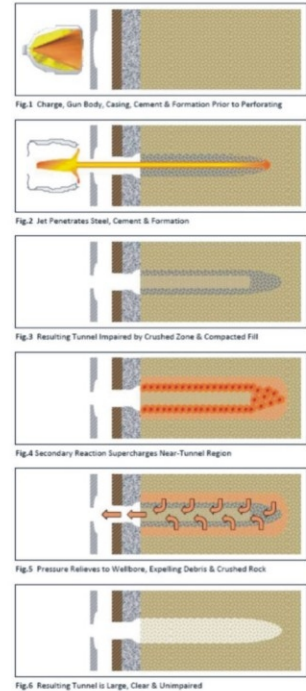 Fig.1 Charge, Gun Body, Casing, Cement & Formation Prior to Perforating
Fig.2 Jet Penetrates Steel, Cement & Formation
Fig.3 Resulting Tunnel Impaired by Crushed Zone & Compacted Fill
Fig.4 Secondary Reaction Supercharges Near-Tunnel Region
Fig.5 Pressure Relieves to Wellbore, Expelling Debris & Crushed Rock
Fig.6 Resulting Tunnel is Large, Clear & Unimpaired